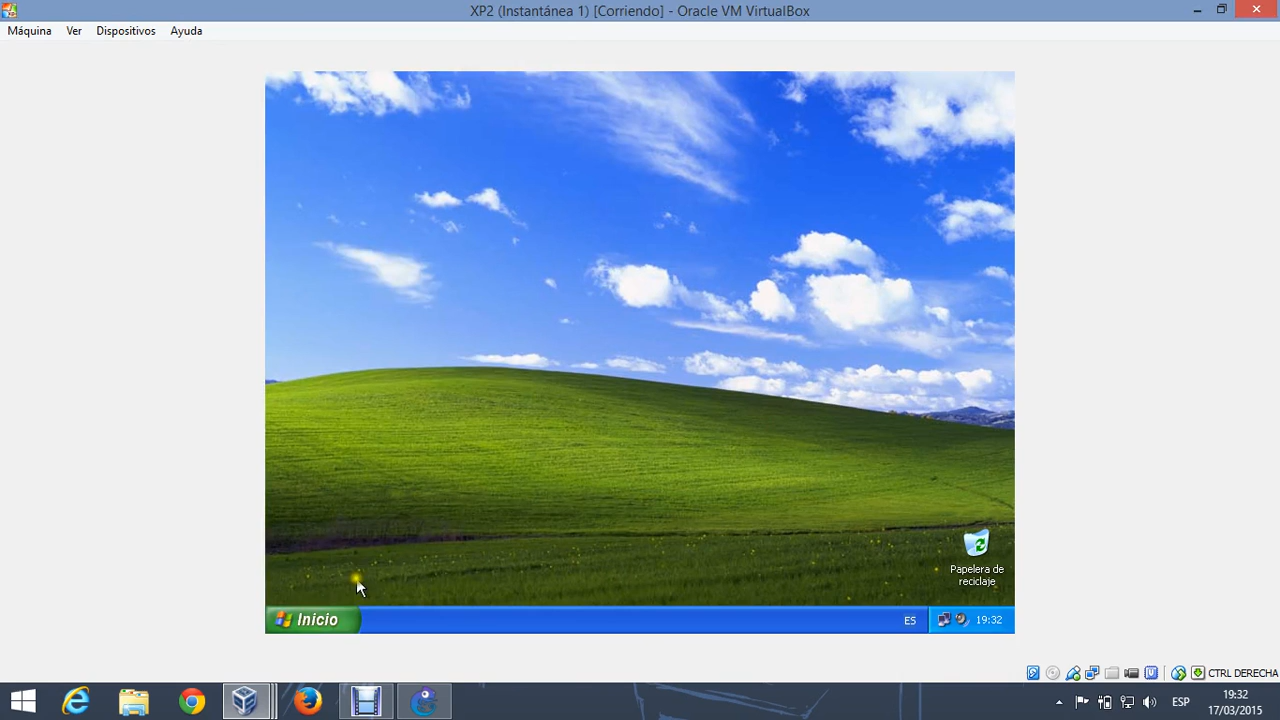 XP2 (Instantánea 1) [Corriendo] - Oracle VM VirtualBox
Máquina Ver Dispositivos Ayuda
Papelera de
reciclaje
Inicio
ES
19:32
CTRL DERECHA
ESP
19:32
17/03/2015